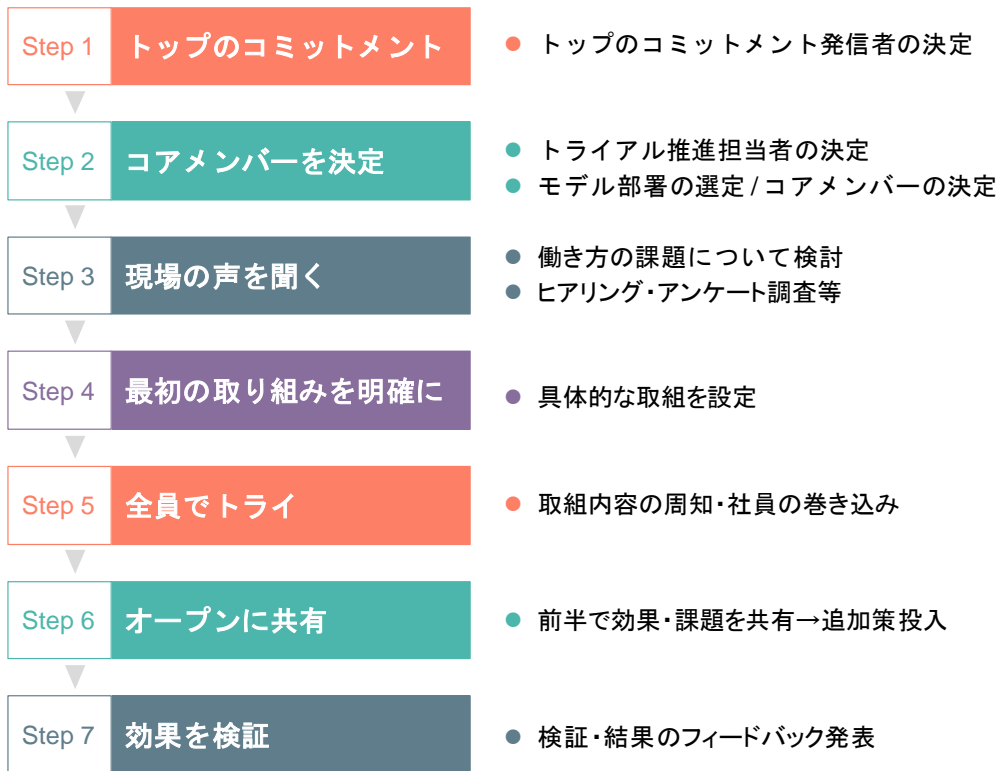 Step 1 トップのコミットメント
● トップのコミットメント発信者の決定
Step 2 コアメンバーを決定
● トライアル推進担当者の決定
● モデル部署の選定/コアメンバーの決定
Step 3 現場の声を聞く
● 働き方の課題について検討
● ヒアリング・アンケート調査等
Step 4 最初の取り組みを明確に
● 具体的な取組を設定
Step 5 全員でトライ
● 取組内容の周知・社員の巻き込み
Step 6 オープンに共有
● 前半で効果・課題を共有→追加策投入
Step 7 効果を検証
● 検証・結果のフィードバック発表